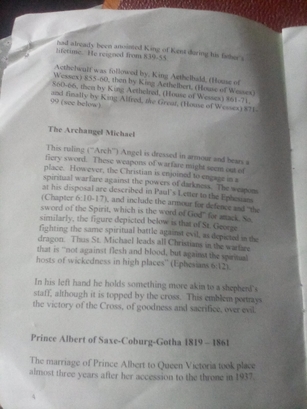 had already been anointed King of Kent during his father's
lifetime. He reigned from 839-55.
Aethelwulf was followed by, King Aethelbald, (House of
Wessex) 855-60, then by King Aethelbert, (House of Wessex)
860-66, then by King Aethelred, (House of Wessex) 861-71,
and finally by King Alfred, the Great, (House of Wessex) 871-
99 (see below)
The Archangel Michael
This ruling ("Arch") Angel is dressed in armour and bears a
fiery sword. These weapons of warfare might seem out of
place. However, the Christian is enjoined to engage in a
spiritual warfare against the powers of darkness. The weapons
at his disposal are described in Paul's Letter to the Ephesians
(Chapter 6:10-17), and include the armour for defence and "the
sword of the Spirit, which is the word of God" for attack. So,
similarly, the figure depicted below is that of St. George
fighting the same spiritual battle against evil, as depicted in the
dragon. Thus St. Michael leads all Christians in the warfare
that is "not against flesh and blood, but against the spiritual
hosts of wickedness in high places" (Ephesians 6/12).
In his left hand he holds something more akin to a shepherd's
staff, although it is topped by the cross. This emblem portrays
the victory of the Cross, of goodness and sacrifice, over evil.
Prince Albert of Saxe-Coburg-Gotha 1819 – 1861
The marriage of Prince Albert to Queen Victoria took place
almost three years after her accession to the throne in 1937.